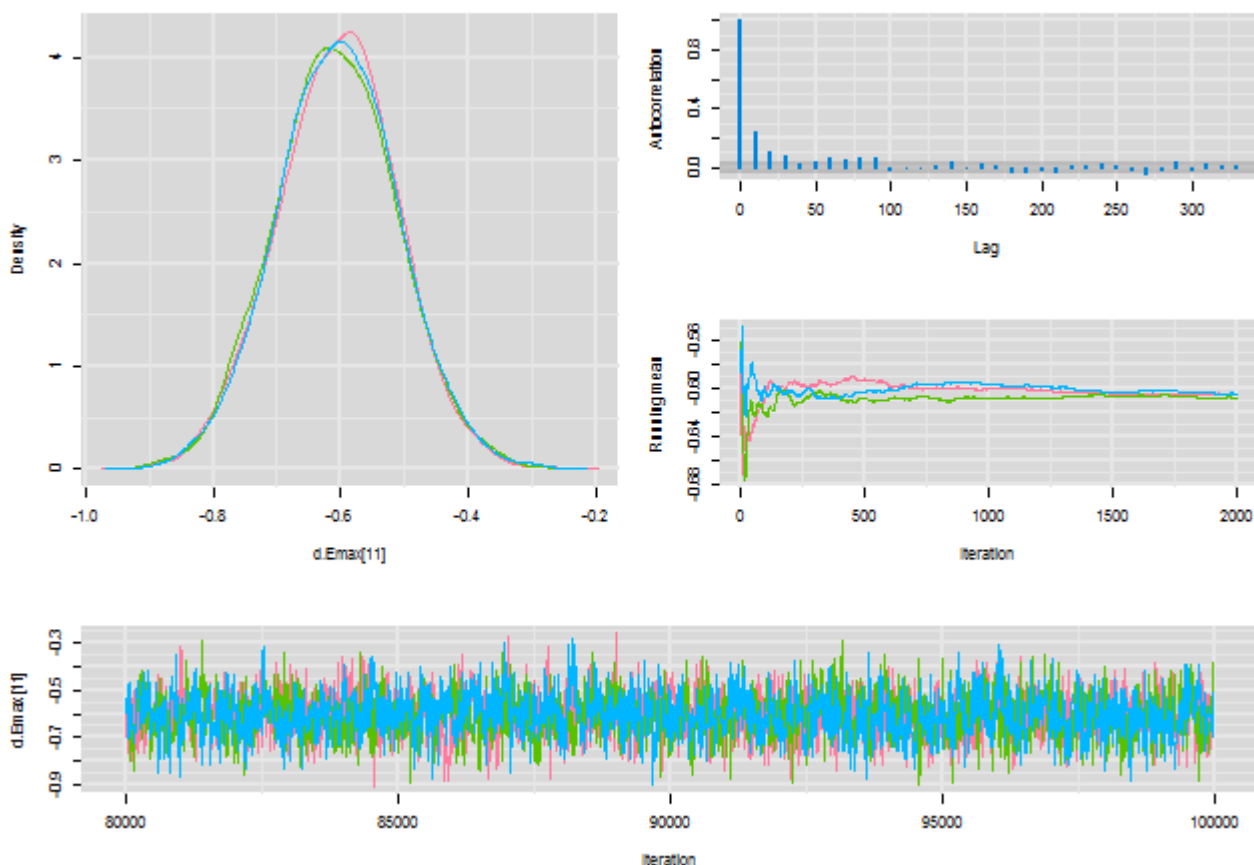 Density
4
3
2
1
0
-1.0 -0.8 -0.6 -0.4 -0.2
d.Emax[11]
Autocorrelation
0.8
0.4
0.0
0 50 100 150 200 250 300
Lag
Running mean
-0.56
-0.60
-0.64
-0.68
0 500 1000 1500 2000
Iteration
d.Emax[11]
-0.3
-0.5
-0.7
-0.9
80000 85000 90000 95000 100000
Iteration